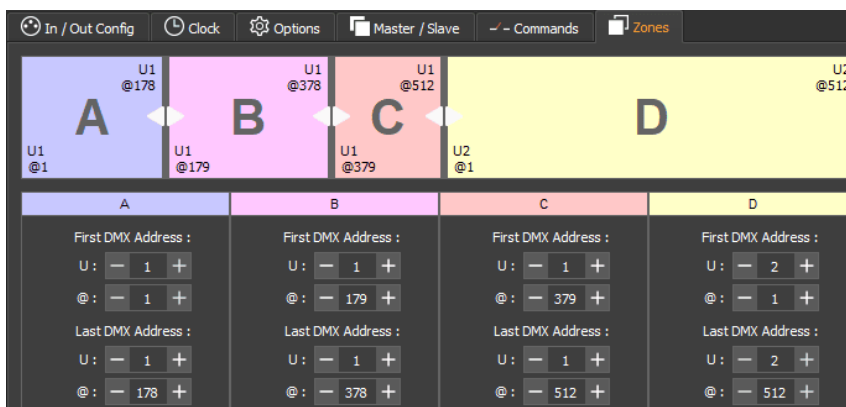 In / Out Config Clock Options Master / Slave Commands Zones
U1 U1 U1 U2
@178 @378 @512 @512
A B C D
U1 U1 U1 U2
@1 @179 @379 @1
A B C D
First DMX Address : First DMX Address : First DMX Address : First DMX Address :
U : − 1 + U : − 1 + U : − 1 + U : − 2 +
@ : − 1 + @ : − 179 + @ : − 379 + @ : − 1 +
Last DMX Address : Last DMX Address : Last DMX Address : Last DMX Address :
U : − 1 + U : − 1 + U : − 1 + U : − 2 +
@ : − 178 + @ : − 378 + @ : − 512 + @ : − 512 +